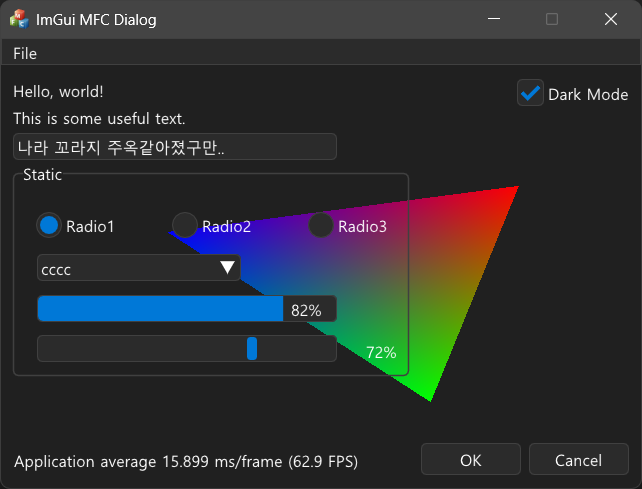 ImGui MFC Dialog
File
Hello, world!
Dark Mode
This is some useful text.
나라 꼬라지 주옥같아졌구만..
Static
Radio1 Radio2 Radio3
cccc
82%
72%
Application average 15.899 ms/frame (62.9 FPS)
OK Cancel